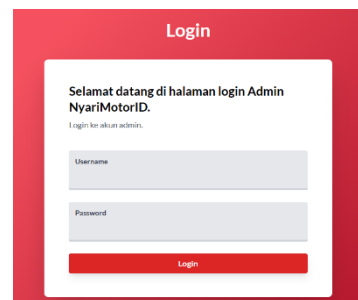 Login
Selamat datang di halaman login Admin
NyariMotorID.
Login ke akun admin.
Username
Password
Login